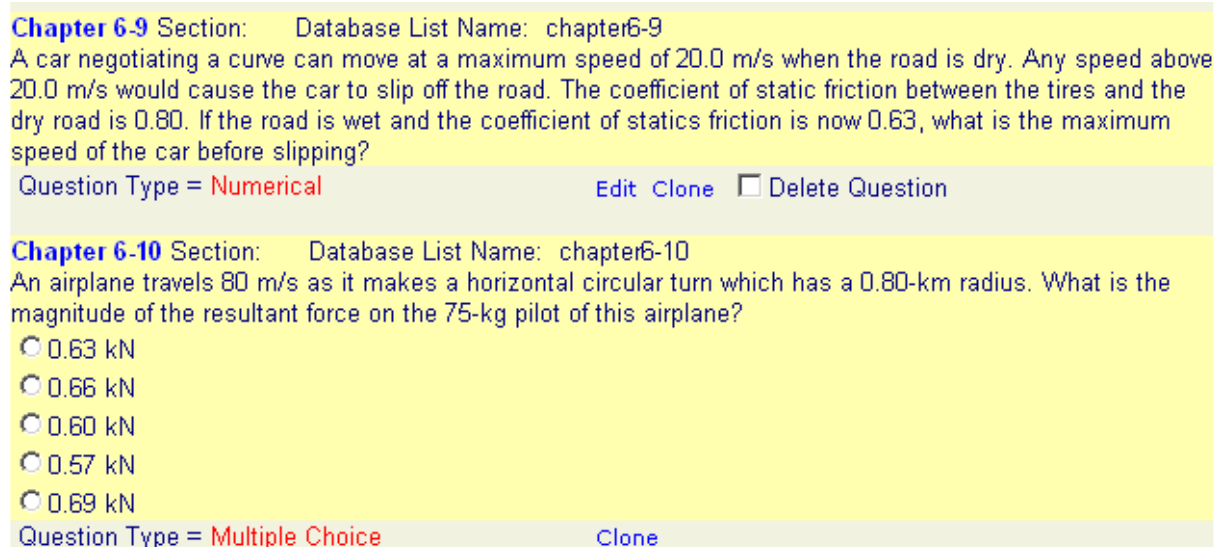 Chapter 6-9 Section: Database List Name: chapter6-9
A car negotiating a curve can move at a maximum speed of 20.0 m/s when the road is dry. Any speed above
20.0 m/s would cause the car to slip off the road. The coefficient of static friction between the tires and the
dry road is 0.80. If the road is wet and the coefficient of statics friction is now 0.63, what is the maximum
speed of the car before slipping?
Question Type = Numerical Edit Clone Delete Question
Chapter 6-10 Section: Database List Name: chapter6-10
An airplane travels 80 m/s as it makes a horizontal circular turn which has a 0.80-km radius. What is the
magnitude of the resultant force on the 75-kg pilot of this airplane?
0.63 kN
0.66 kN
0.60 kN
0.57 kN
0.69 kN
Question Type = Multiple Choice Clone